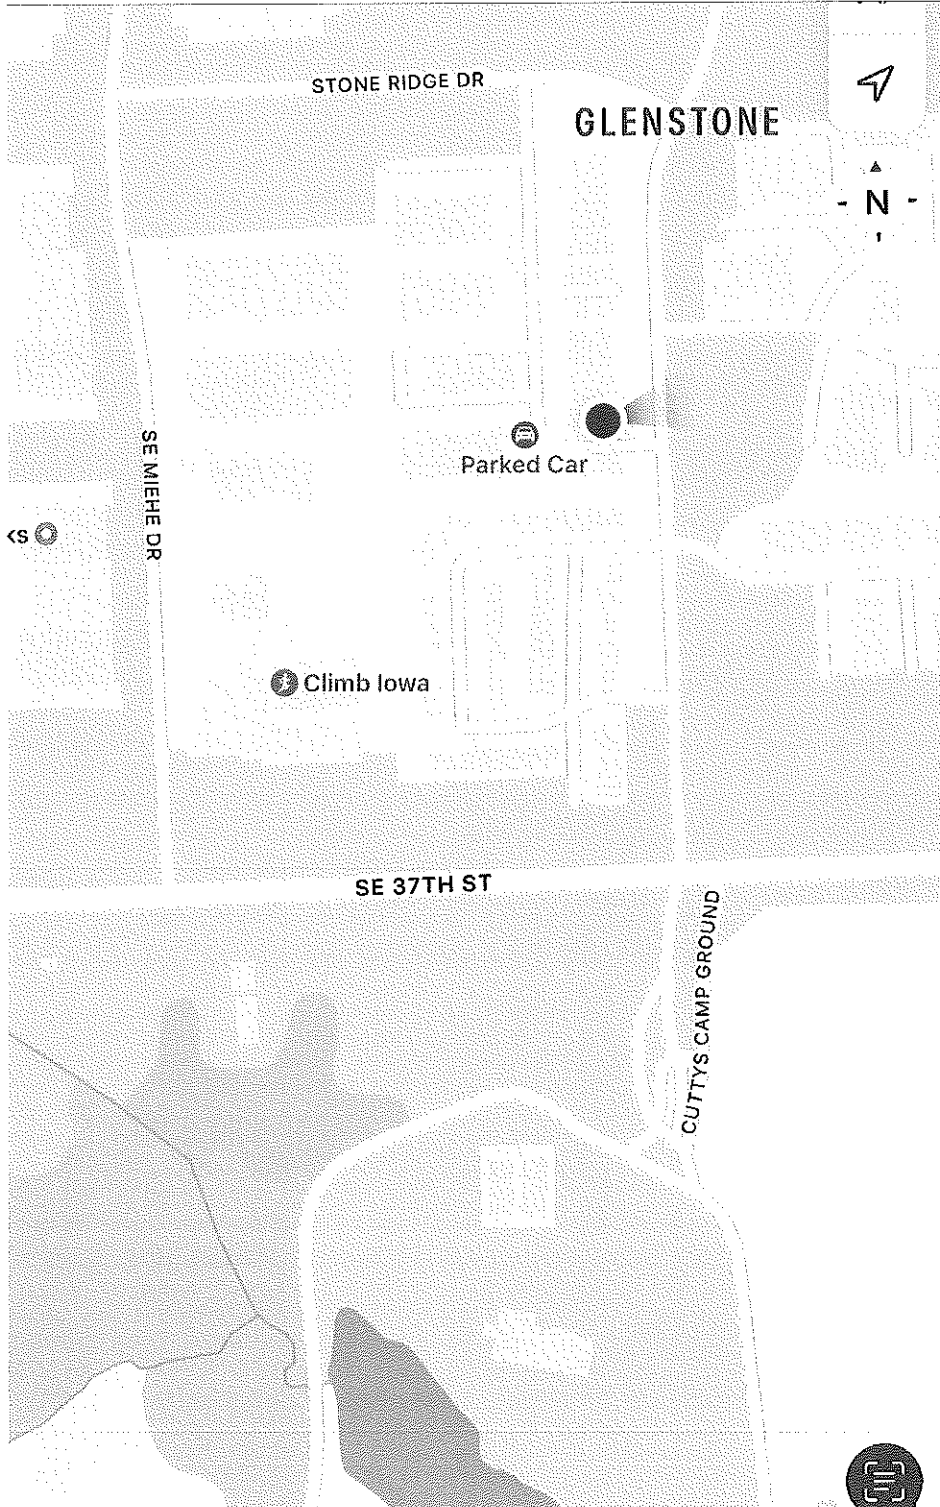 STONE RIDGE DR
GLENSTONE
N
Parked Car
SE MIEHE DR
Climb Iowa
SE 37TH ST
CUTTYS CAMP GROUND